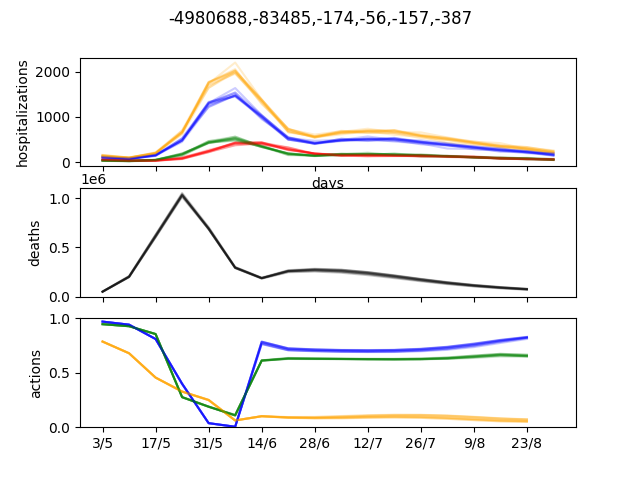 -4980688,-83485,-174,-56,-157,-387
hospitalizations
2000
1000
0
days
1e6
deaths
1.0
0.5
0.0
actions
1.0
0.5
0.0
3/5 17/5 31/5 14/6 28/6 12/7 26/7 9/8 23/8